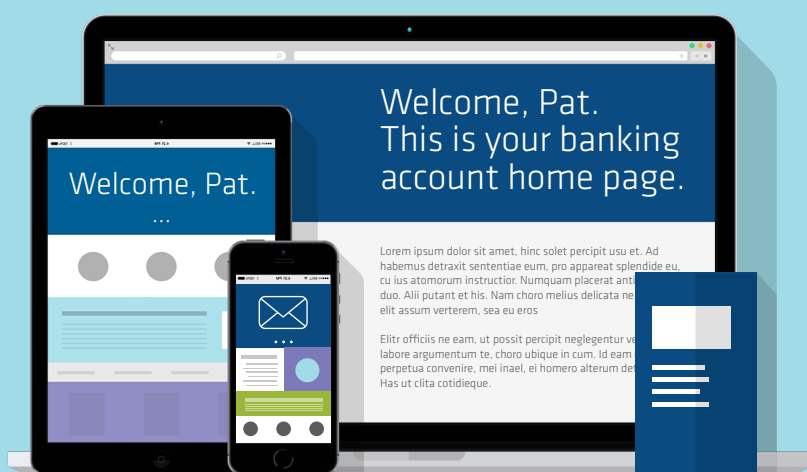 Welcome, Pat.
This is your banking
account home page.
Welcome, Pat.
...
Lorem ipsum dolor sit amet, hinc solet percipit usu et. Ad
habemus detraxit sententiae eum, pro appareat splendide eu,
cu ius atomorum instructior. Numquam placerat anti
duo. Alii putant et his. Nam choro melius delicata ne
elit assum verterem, sea eu eros
Elitr officiis ne eam, ut possit percipit neglegentur ve
labore argumentum te, choro ubique in cum. Id eam
perpetua convenire, mei inael, ei homero alterum det
Has ut clita cotidieque.